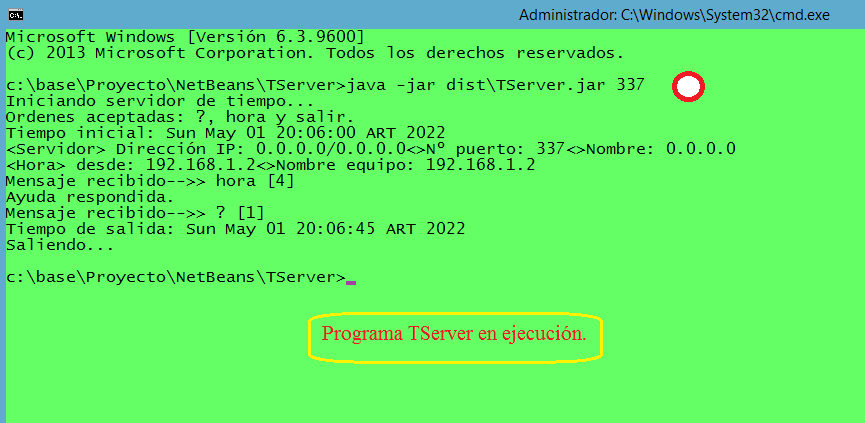 Administrador: C:\Windows\System32\cmd.exe
Microsoft Windows [Versión 6.3.9600]
(c) 2013 Microsoft Corporation. Todos los derechos reservados.
c:\base\Proyecto\NetBeans\TServer>java -jar dist\TServer.jar 337
Iniciando servidor de tiempo...
Ordenes aceptadas: ?, hora y salir.
Tiempo inicial: Sun May 01 20:06:00 ART 2022
<Servidor> Dirección IP: 0.0.0.0/0.0.0.0<>Nº puerto: 337<>Nombre: 0.0.0.0
<Hora> desde: 192.168.1.2<>Nombre equipo: 192.168.1.2
Mensaje recibido-->> hora [4]
Ayuda respondida.
Mensaje recibido-->> ? [1]
Tiempo de salida: Sun May 01 20:06:45 ART 2022
Saliendo...
c:\base\Proyecto\NetBeans\TServer>
Programa TServer en ejecución.